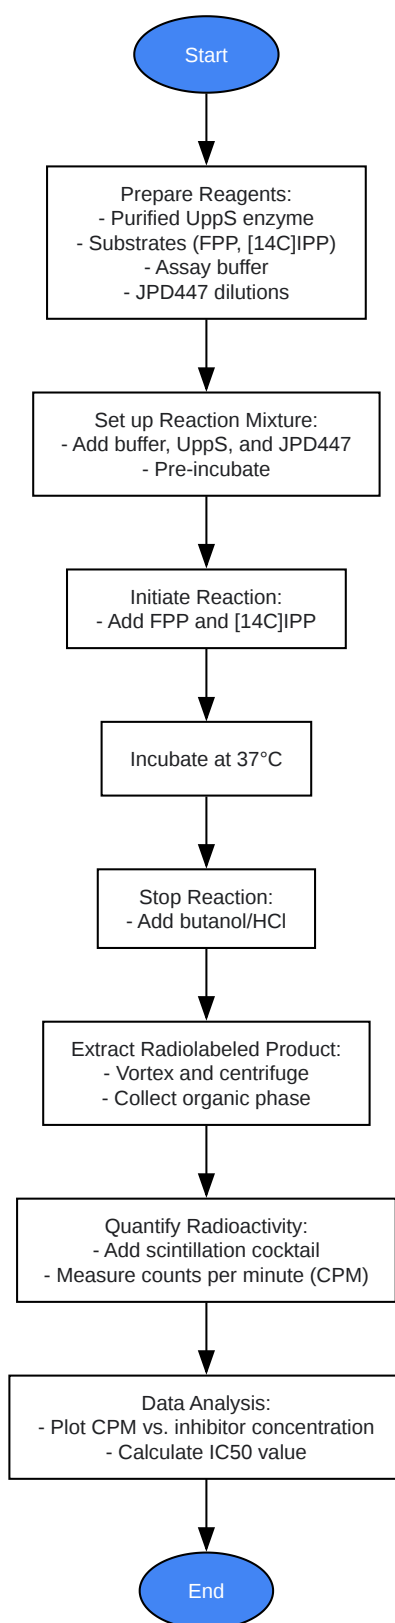 Start
Prepare Reagents:
- Purified UppS enzyme
- Substrates (FPP, [14C]IPP)
- Assay buffer
- JPD447 dilutions
Set up Reaction Mixture:
- Add buffer, UppS, and JPD447
- Pre-incubate
Initiate Reaction:
- Add FPP and [14C]IPP
Incubate at 37°C
Stop Reaction:
- Add butanol/HCl
Extract Radiolabeled Product:
- Vortex and centrifuge
- Collect organic phase
Quantify Radioactivity:
- Add scintillation cocktail
- Measure counts per minute (CPM)
Data Analysis:
- Plot CPM vs. inhibitor concentration
- Calculate IC50 value
End